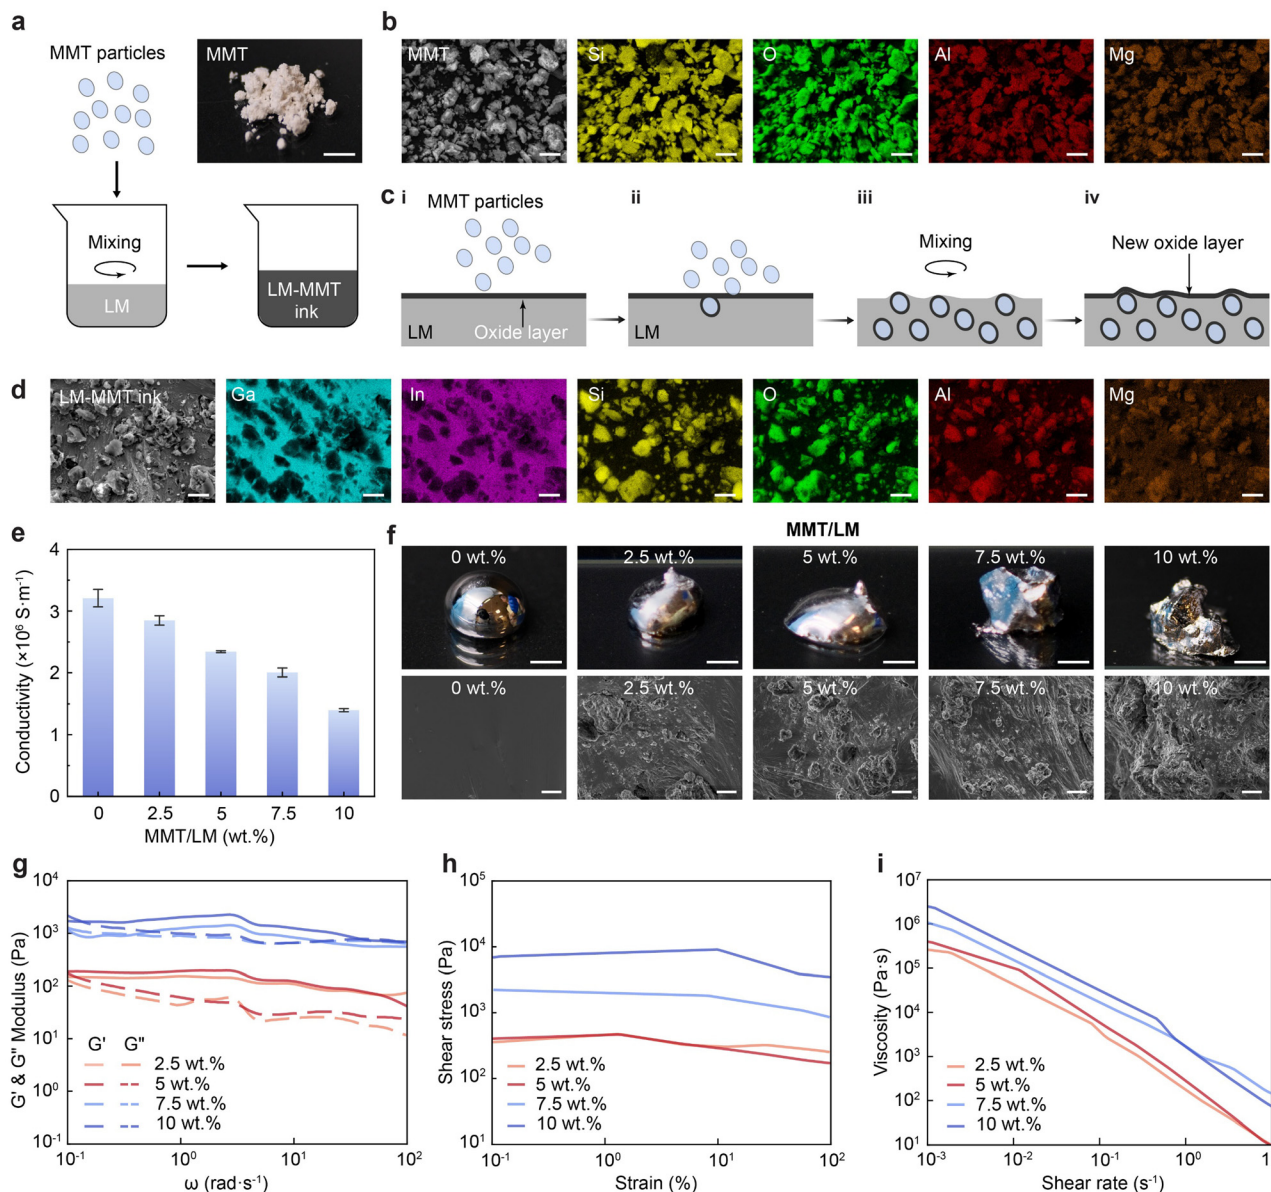 a
MMT particles
MMT
Mixing
LM
LM-MMT
ink
b
MMT
Si
O
Al
Mg
c
i
MMT particles
LM
Oxide layer
ii
LM
iii
Mixing
iv
New oxide layer
d
LM-MMT ink
Ga
In
Si
O
Al
Mg
e
Conductivity (×10⁶ S·m⁻¹)
4
3
2
1
0
0 2.5 5 7.5 10
MMT/LM (wt.%)
f
MMT/LM
0 wt.% 2.5 wt.% 5 wt.% 7.5 wt.% 10 wt.%
0 wt.% 2.5 wt.% 5 wt.% 7.5 wt.% 10 wt.%
g
G' & G" Modulus (Pa)
10⁴
10³
10²
10¹
10⁰
10⁻¹
G' G"
2.5 wt.%
5 wt.%
7.5 wt.%
10 wt.%
10⁻¹ 10⁰ 10¹ 10²
ω (rad·s⁻¹)
h
Shear stress (Pa)
10⁵
10⁴
10³
10²
10¹
2.5 wt.%
5 wt.%
7.5 wt.%
10 wt.%
10⁻¹ 10⁰ 10¹ 10²
Strain (%)
i
Viscosity (Pa·s)
10⁷
10⁶
10⁵
10⁴
10³
10²
10¹
2.5 wt.%
5 wt.%
7.5 wt.%
10 wt.%
10⁻³ 10⁻² 10⁻¹ 10⁰
Shear rate (s⁻¹)